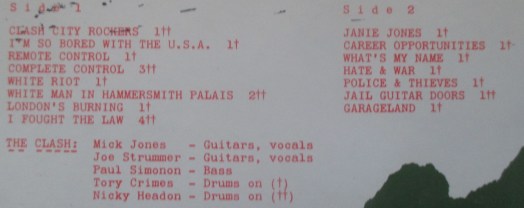 Side 1
CLASH CITY ROCKERS 1††
I'M SO BORED WITH THE U.S.A. 1†
REMOTE CONTROL 1†
COMPLETE CONTROL 3††
WHITE RIOT 1†
WHITE MAN IN HAMMERSMITH PALAIS 2††
LONDON'S BURNING 1†
I FOUGHT THE LAW 4††
Side 2
JANIE JONES 1†
CAREER OPPORTUNITIES 1†
WHAT'S MY NAME 1†
HATE & WAR 1†
POLICE & THIEVES 1†
JAIL GUITAR DOORS 1††
GARAGELAND 1†
THE CLASH: Mick Jones - Guitars, vocals
Joe Strummer - Guitars, vocals
Paul Simonon - Bass
Tory Crimes - Drums on (†)
Nicky Headon - Drums on (††)